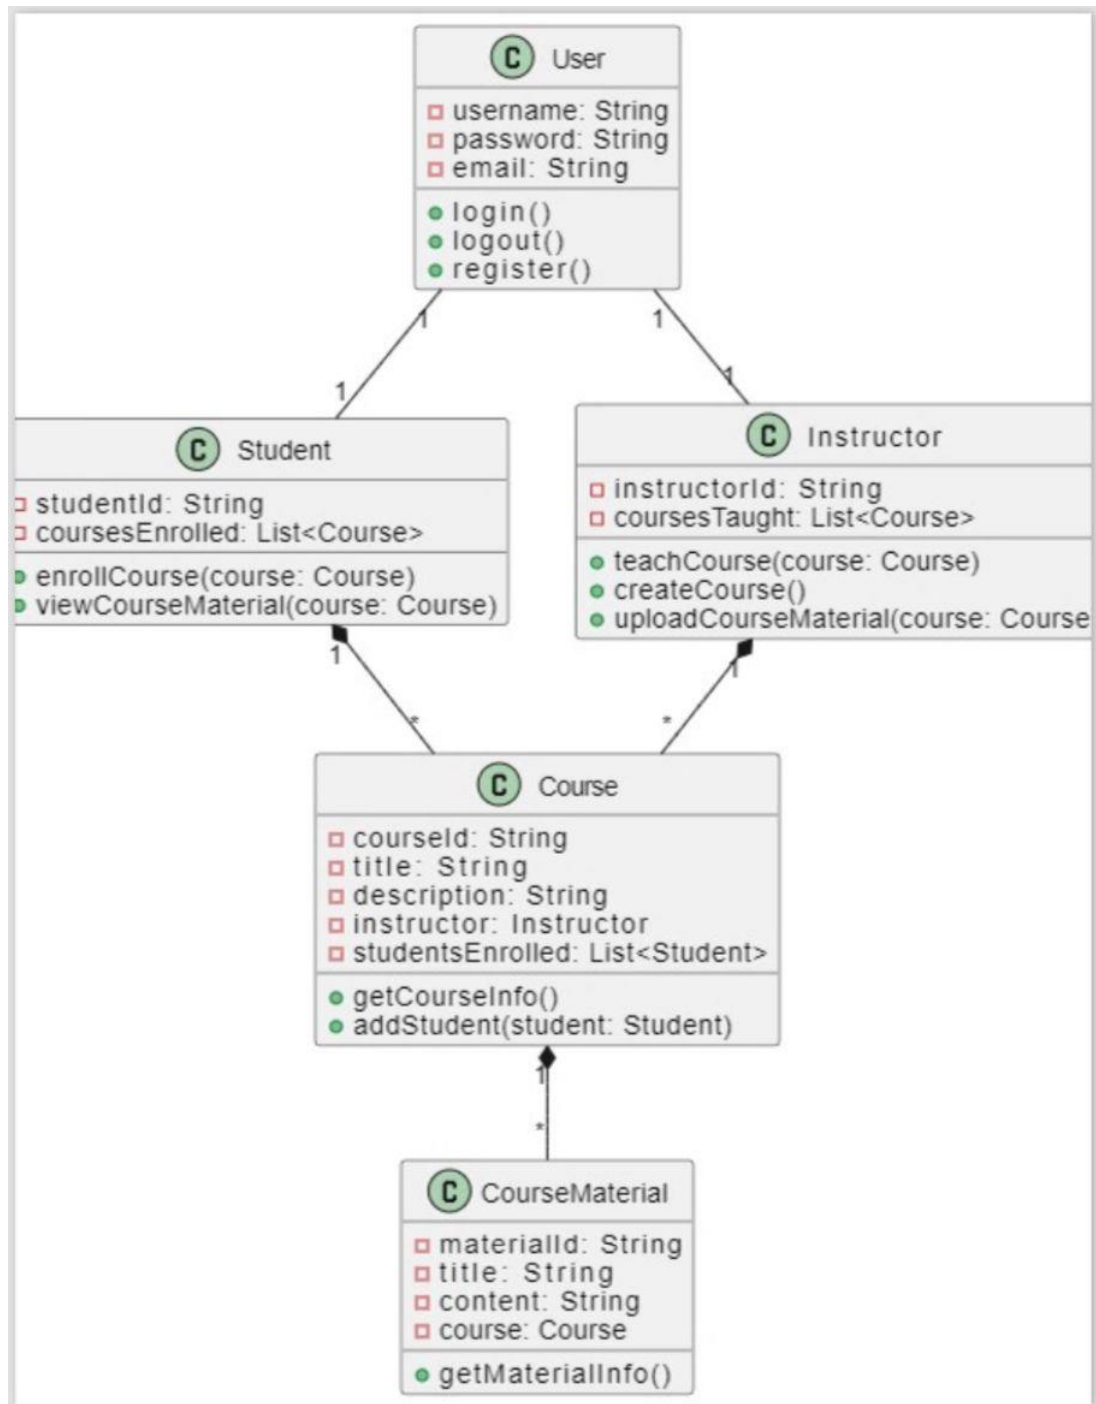 C User
username: String
password: String
email: String
login()
logout()
register()
1
1
1
1
C Student
studentId: String
coursesEnrolled: List<Course>
enrollCourse(course: Course)
viewCourseMaterial(course: Course)
C Instructor
instructorId: String
coursesTaught: List<Course>
teachCourse(course: Course)
createCourse()
uploadCourseMaterial(course: Course
1
1
*
*
C Course
courseId: String
title: String
description: String
instructor: Instructor
studentsEnrolled: List<Student>
getCourseInfo()
addStudent(student: Student)
1
*
C CourseMaterial
materialId: String
title: String
content: String
course: Course
getMaterialInfo()